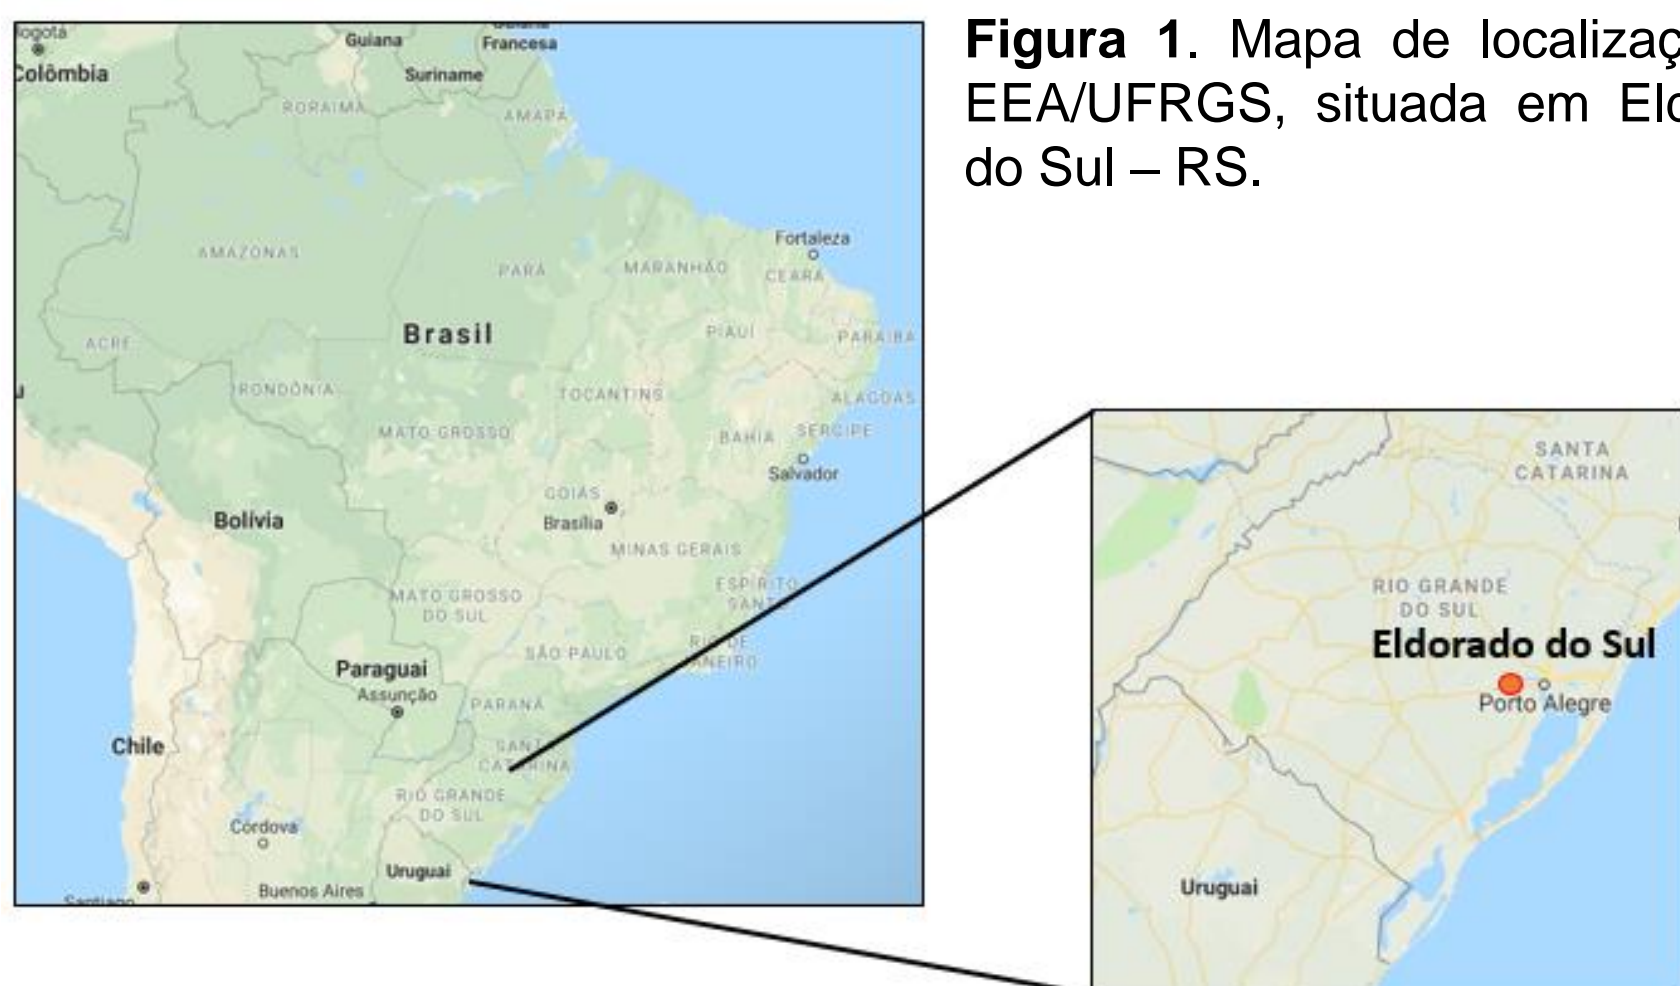 Figura 1. Mapa de localizaç
EEA/UFRGS, situada em Eld
do Sul – RS.
Colômbia
Guiana
Francesa
Suriname
RORAIMA
AMAPÁ
Fortaleza
AMAZONAS
PARÁ
MARANHÃO
CEARÁ
Brasil
PIAUÍ
PARAÍBA
ACRE
RONDÔNIA
TOCANTINS
ALAGOAS
MATO GROSSO
BAHIA
SERGIPE
Salvador
GOIÁS
Bolívia
Brasília
MINAS GERAIS
ESPÍRITO
SANTO
MATO GROSSO
DO SUL
RIO DE
JANEIRO
SÃO PAULO
Paraguai
Assunção
PARANÁ
Chile
SANTA
CATARINA
RIO GRANDE
DO SUL
Córdova
Uruguai
Buenos Aires
Santiago
SANTA
CATARINA
RIO GRANDE
DO SUL
Eldorado do Sul
Porto Alegre
Uruguai